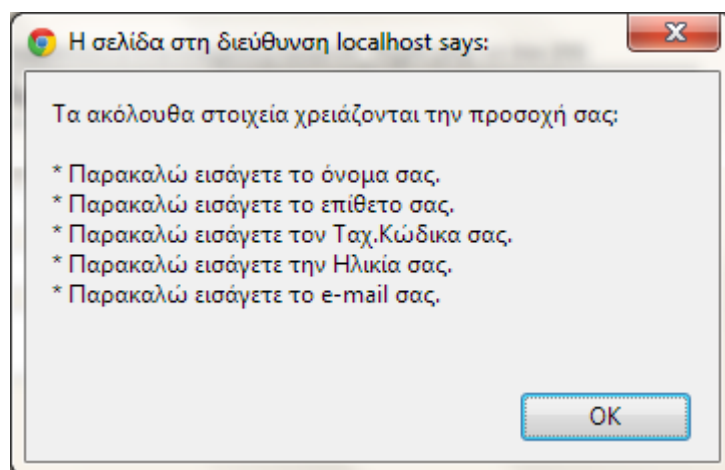 Η σελίδα στη διεύθυνση localhost says:
Τα ακόλουθα στοιχεία χρειάζονται την προσοχή σας:
* Παρακαλώ εισάγετε το όνομα σας.
* Παρακαλώ εισάγετε το επίθετο σας.
* Παρακαλώ εισάγετε τον Ταχ.Κώδικα σας.
* Παρακαλώ εισάγετε την Ηλικία σας.
* Παρακαλώ εισάγετε το e-mail σας.
OK